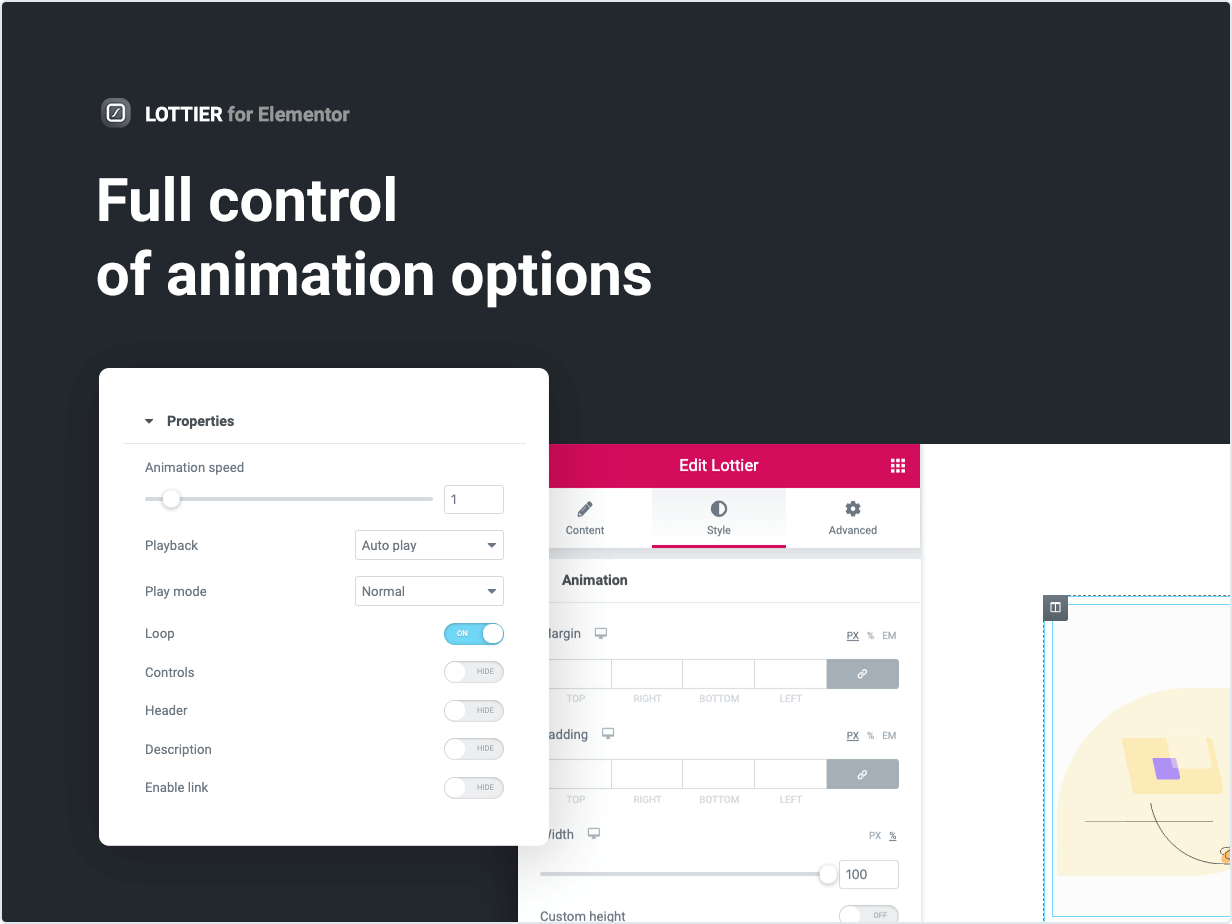 LOTTIER for Elementor
Full control
of animation options
Properties
Animation speed
1
Playback
Auto play
Play mode
Normal
Loop
ON
Controls
HIDE
Header
HIDE
Description
HIDE
Enable link
HIDE
Edit Lottier
Content
Style
Advanced
Animation
argin
PX % EM
TOP RIGHT BOTTOM LEFT
adding
PX % EM
TOP RIGHT BOTTOM LEFT
idth
PX %
100
Custom height
OFF